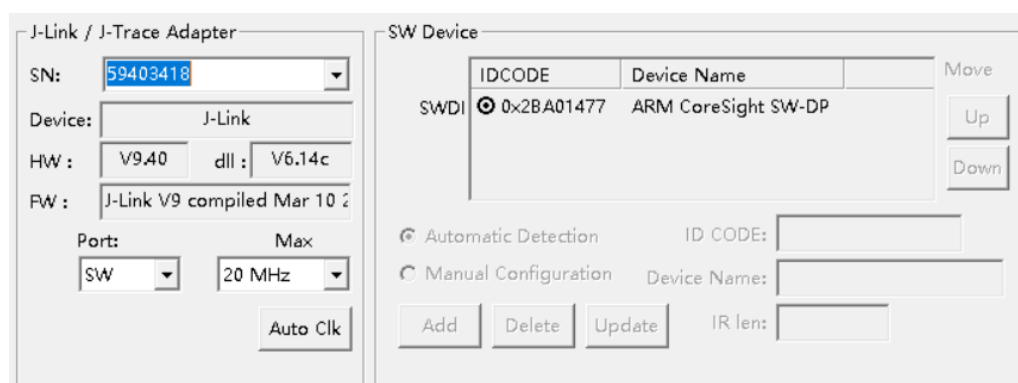 J-Link / J-Trace Adapter
SN: 59403418
Device: J-Link
HW : V9.40 dll : V6.14c
FW : J-Link V9 compiled Mar 10
Port: Max
SW 20 MHz
Auto Clk
SW Device
IDCODE Device Name Move
SWDI 0x2BA01477 ARM CoreSight SW-DP
Up
Down
Automatic Detection ID CODE:
Manual Configuration Device Name:
Add Delete Update IR len: